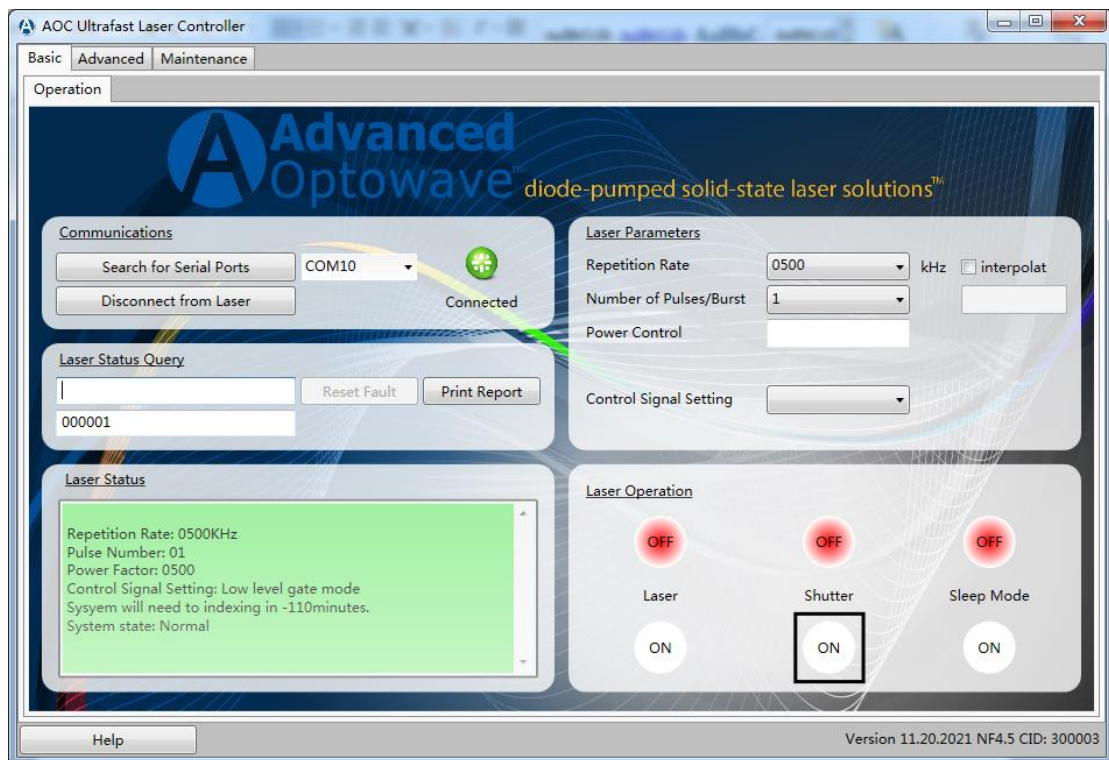 AOC Ultrafast Laser Controller
Basic Advanced Maintenance
Operation
Advanced
Optowave™ diode-pumped solid-state laser solutions™
Communications
Search for Serial Ports COM10
Disconnect from Laser Connected
Laser Status Query
Reset Fault Print Report
000001
Laser Status
Repetition Rate: 0500KHz
Pulse Number: 01
Power Factor: 0500
Control Signal Setting: Low level gate mode
Sysyem will need to indexing in -110minutes.
System state: Normal
Laser Parameters
Repetition Rate 0500 kHz interpolat
Number of Pulses/Burst 1
Power Control
Control Signal Setting
Laser Operation
OFF OFF OFF
Laser Shutter Sleep Mode
ON ON ON
Help Version 11.20.2021 NF4.5 CID: 300003